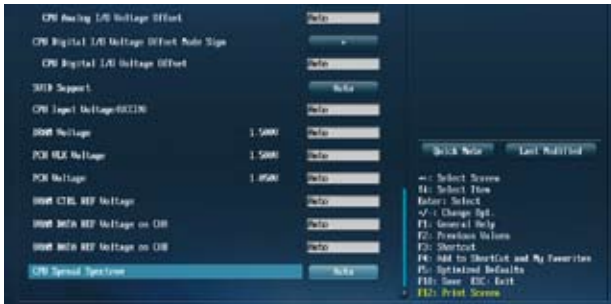 CPU Analog I/O Voltage Offset Auto
CPU Digital I/O Voltage Offset Mode Sign +
CPU Digital I/O Voltage Offset Auto
SVID Support Auto
CPU Input Voltage(VCCIN) Auto
DRAM Voltage 1.500V Auto
PCH VLX Voltage 1.500V Auto
PCH Voltage 1.050V Auto
DRAM CTRL REF Voltage Auto
DRAM DATA REF Voltage on CHA Auto
DRAM DATA REF Voltage on CHB Auto
CPU Spread Spectrum Auto
Quick Note Last Modified
→←: Select Screen
↑↓: Select Item
Enter: Select
+/-: Change Opt.
F1: General Help
F2: Previous Values
F3: Shortcut
F4: Add to ShortCut and My Favorites
F5: Optimized Defaults
F10: Save ESC: Exit
F12: Print Screen